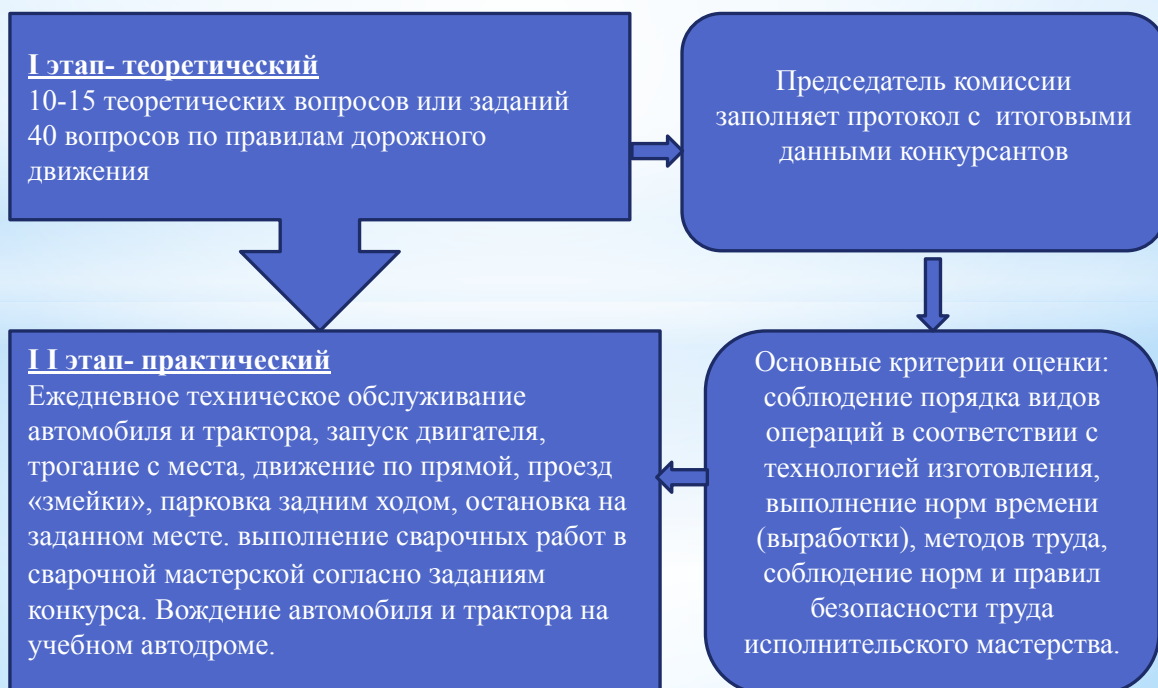 I этап- теоретический
10-15 теоретических вопросов или заданий
40 вопросов по правилам дорожного
движения
Председатель комиссии
заполняет протокол с итоговыми
данными конкурсантов
I I этап- практический
Ежедневное техническое обслуживание
автомобиля и трактора, запуск двигателя,
трогание с места, движение по прямой, проезд
«змейки», парковка задним ходом, остановка на
заданном месте. выполнение сварочных работ в
сварочной мастерской согласно заданиям
конкурса. Вождение автомобиля и трактора на
учебном автодроме.
Основные критерии оценки:
соблюдение порядка видов
операций в соответствии с
технологией изготовления,
выполнение норм времени
(выработки), методов труда,
соблюдение норм и правил
безопасности труда
исполнительского мастерства.